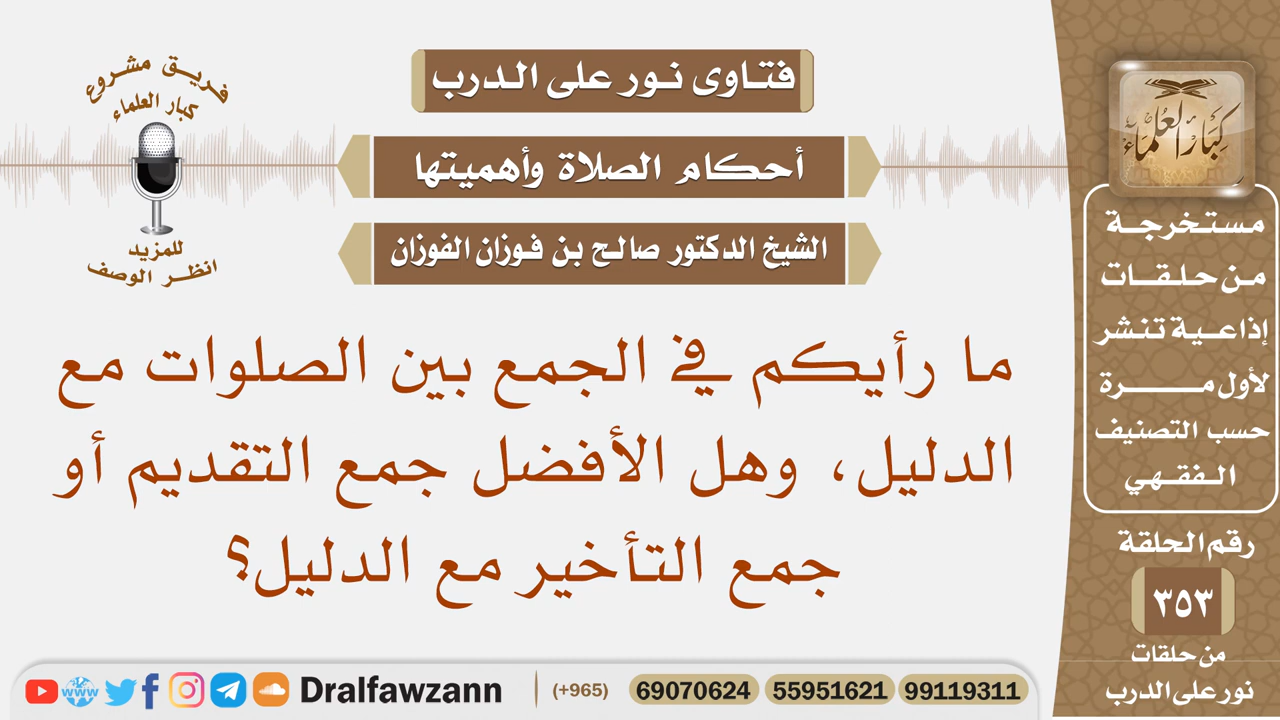 فتاوى نور على الدرب
أحكام الصلاة وأهميتها
الشيخ الدكتور صالح بن فوزان الفوزان
فريق مشروع
كبار العلماء
للمزيد
انظر الوصف
ما رأيكم في الجمع بين الصلوات مع
الدليل، وهل الأفضل جمع التقديم أو
جمع التأخير مع الدليل؟
كبار العلماء
مستخرجة
من حلقات
إذاعية تنشر
لأول مرة
حسب التصنيف
الفقهي
رقم الحلقة
٣٥٣
من حلقات
نور على الدرب
www Dralfawzann (+965) 69070624 55951621 99119311